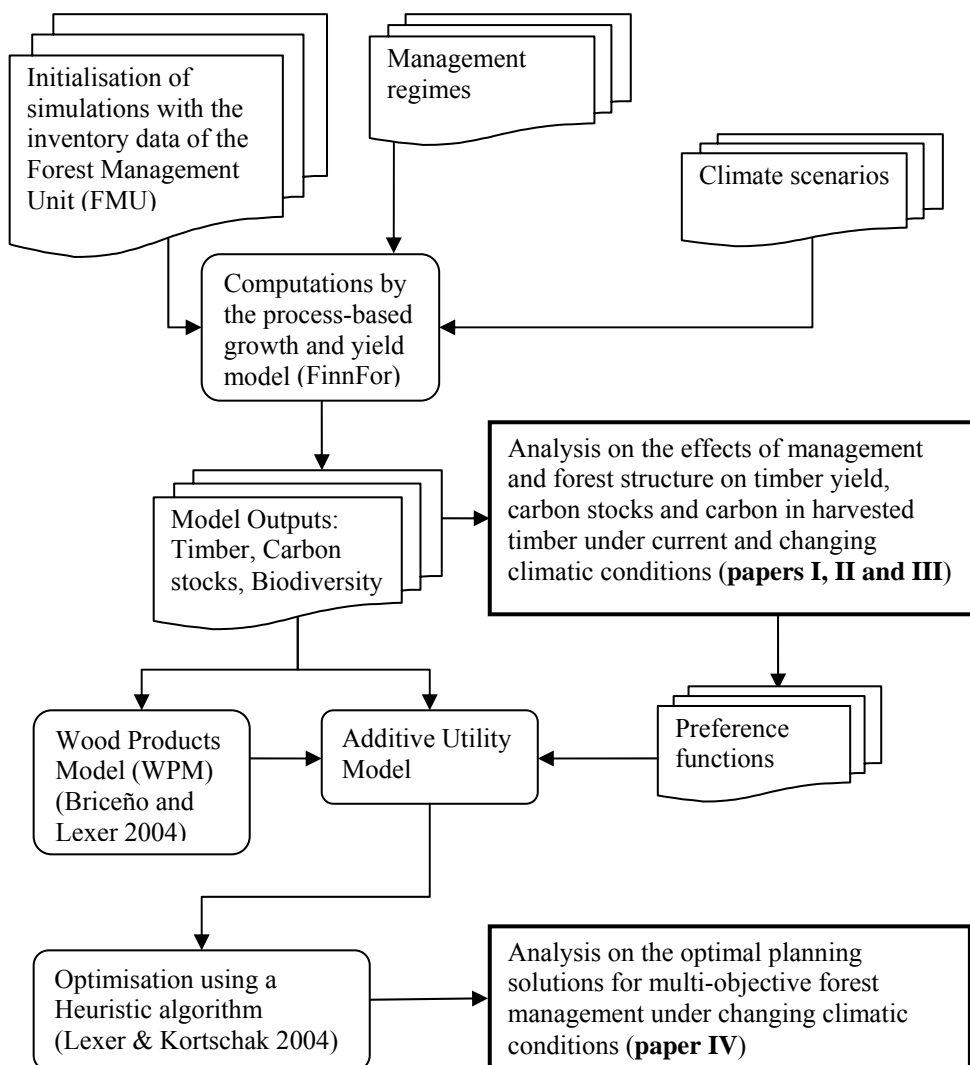 Initialisation of
simulations with the
inventory data of the
Forest Management
Unit (FMU)
Management
regimes
Climate scenarios
Computations by
the process-based
growth and yield
model (FinnFor)
Model Outputs:
Timber, Carbon
stocks, Biodiversity
Analysis on the effects of management
and forest structure on timber yield,
carbon stocks and carbon in harvested
timber under current and changing
climatic conditions (papers I, II and III)
Wood Products
Model (WPM)
(Briceño and
Lexer 2004)
Additive Utility
Model
Preference
functions
Optimisation using a
Heuristic algorithm
(Lexer & Kortschak 2004)
Analysis on the optimal planning
solutions for multi-objective forest
management under changing climatic
conditions (paper IV)